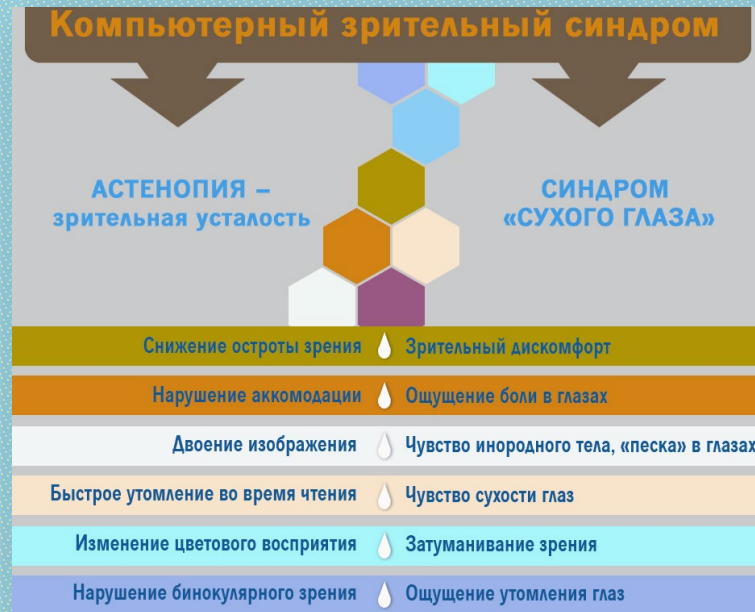 Компьютерный зрительный синдром
АСТЕНОПИЯ –
зрительная усталость
СИНДРОМ
«СУХОГО ГЛАЗА»
Снижение остроты зрения Зрительный дискомфорт
Нарушение аккомодации Ощущение боли в глазах
Двоение изображения Чувство инородного тела, «песка» в глазах
Быстрое утомление во время чтения Чувство сухости глаз
Изменение цветового восприятия Затуманивание зрения
Нарушение бинокулярного зрения Ощущение утомления глаз